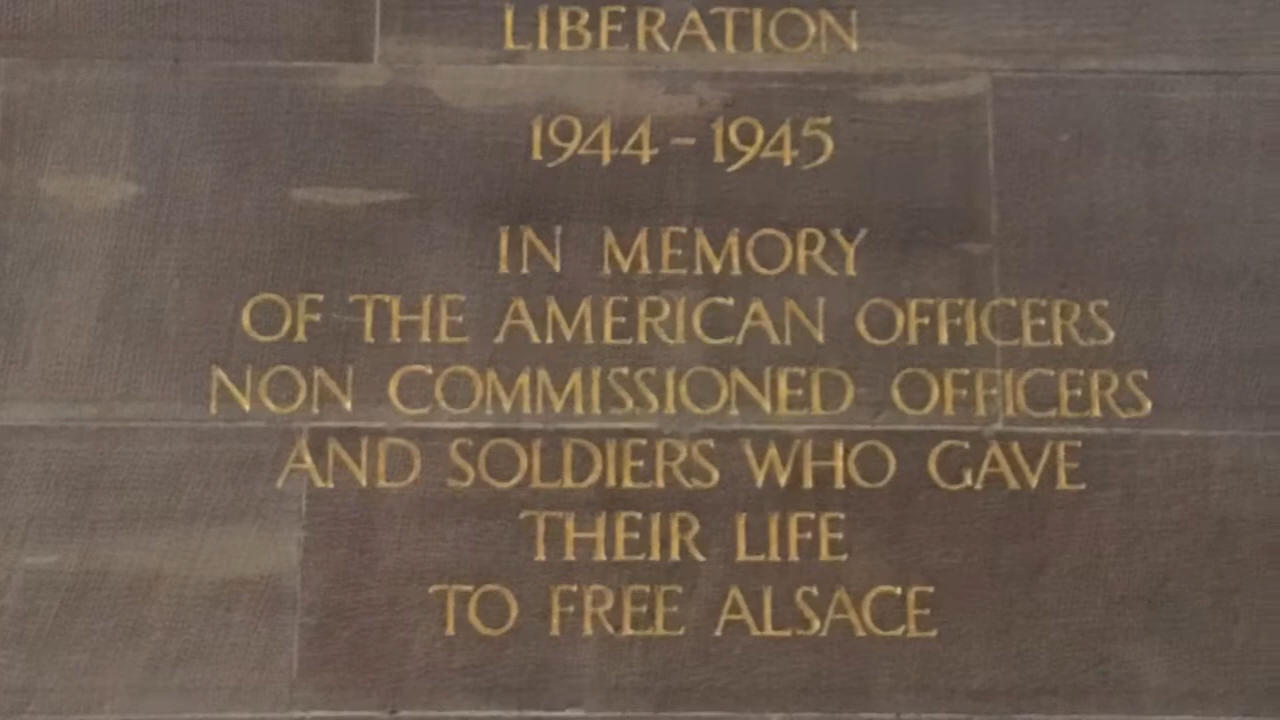 LIBERATION
1944-1945
IN MEMORY
OF THE AMERICAN OFFICERS
NON COMMISSIONED OFFICERS
AND SOLDIERS WHO GAVE
THEIR LIFE
TO FREE ALSACE